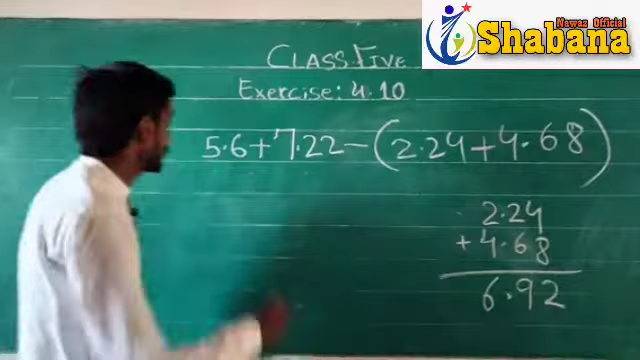 Nawaz Official
Shabana
CLASS FIVE
Exercise: 4.10
5.6+7.22-(2.24+4.68)
2.24
+4.68
6.92